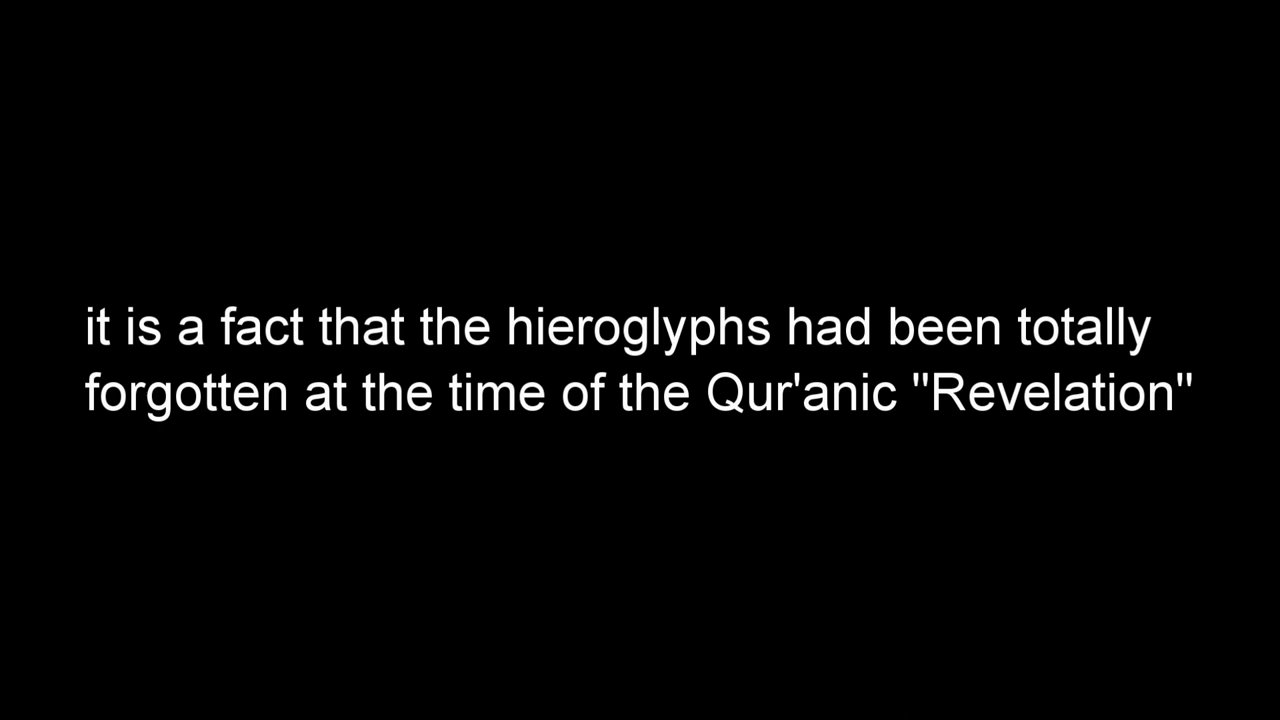 it is a fact that the hieroglyphs had been totally
forgotten at the time of the Qur'anic "Revelation"